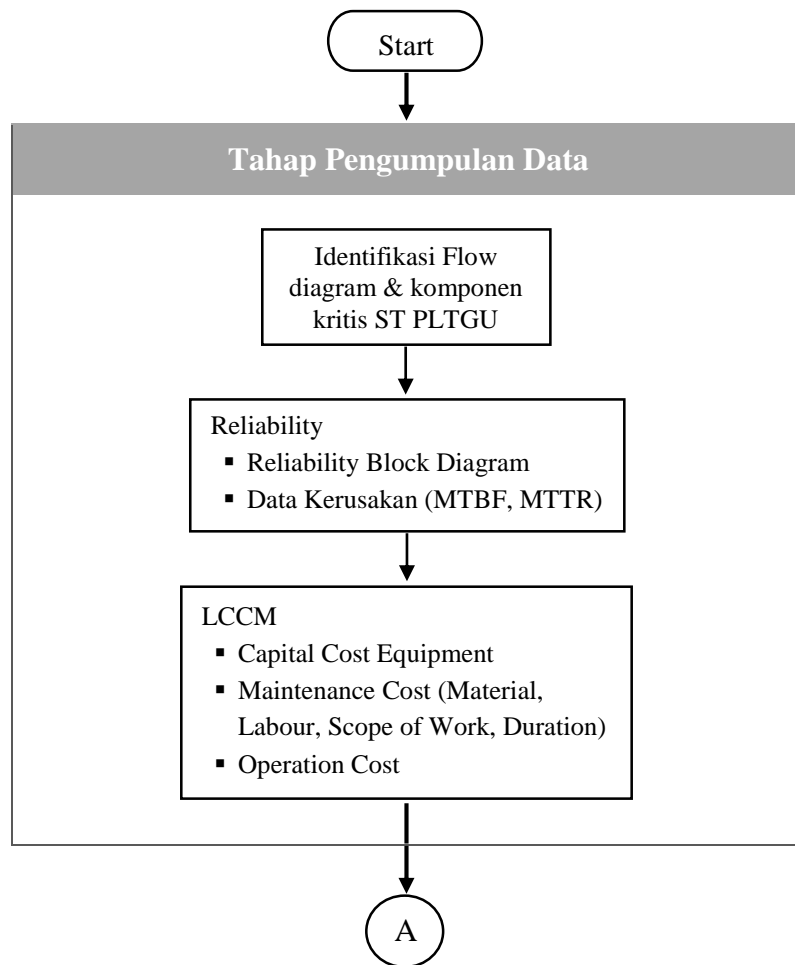 Start
Tahap Pengumpulan Data
Identifikasi Flow
diagram & komponen
kritis ST PLTGU
Reliability
▪ Reliability Block Diagram
▪ Data Kerusakan (MTBF, MTTR)
LCCM
▪ Capital Cost Equipment
▪ Maintenance Cost (Material,
Labour, Scope of Work, Duration)
▪ Operation Cost
A